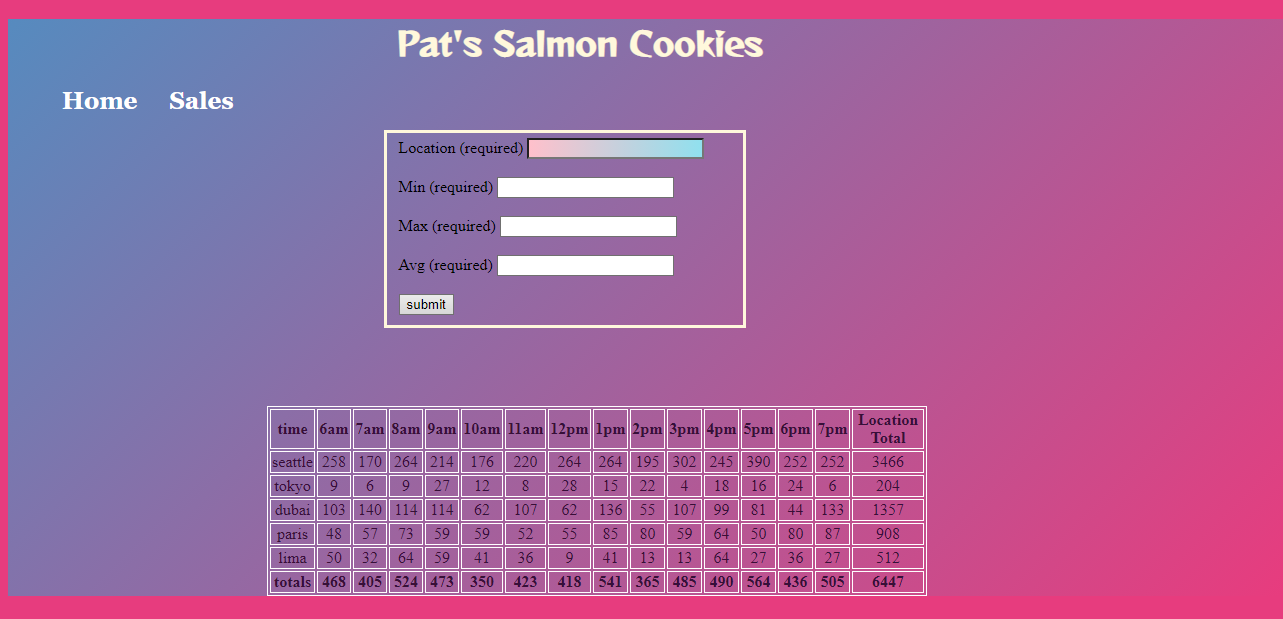 Pat's Salmon Cookies
Home Sales
Location (required)
Min (required)
Max (required)
Avg (required)
submit
time 6am 7am 8am 9am 10am 11am 12pm 1pm 2pm 3pm 4pm 5pm 6pm 7pm Location Total
seattle 258 170 264 214 176 220 264 264 195 302 245 390 252 252 3466
tokyo 9 6 9 27 12 8 28 15 22 4 18 16 24 6 204
dubai 103 140 114 114 62 107 62 136 55 107 99 81 44 133 1357
paris 48 57 73 59 59 52 55 85 80 59 64 50 80 87 908
lima 50 32 64 59 41 36 9 41 13 13 64 27 36 27 512
totals 468 405 524 473 350 423 418 541 365 485 490 564 436 505 6447